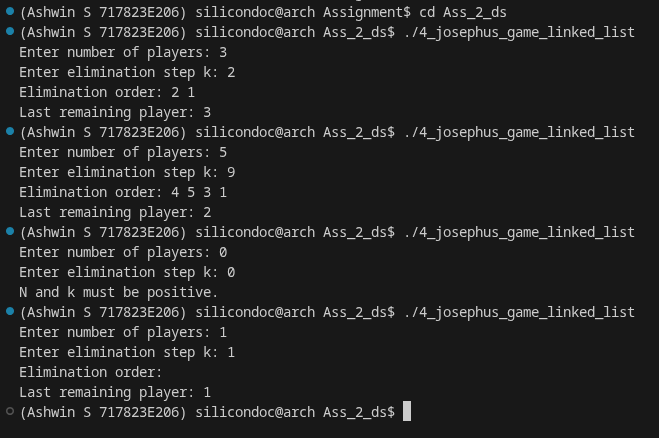 (Ashwin S 717823E206) silicondoc@arch Assignment$ cd Ass_2_ds
(Ashwin S 717823E206) silicondoc@arch Ass_2_ds$ ./4_josephus_game_linked_list
Enter number of players: 3
Enter elimination step k: 2
Elimination order: 2 1
Last remaining player: 3
(Ashwin S 717823E206) silicondoc@arch Ass_2_ds$ ./4_josephus_game_linked_list
Enter number of players: 5
Enter elimination step k: 9
Elimination order: 4 5 3 1
Last remaining player: 2
(Ashwin S 717823E206) silicondoc@arch Ass_2_ds$ ./4_josephus_game_linked_list
Enter number of players: 0
Enter elimination step k: 0
N and k must be positive.
(Ashwin S 717823E206) silicondoc@arch Ass_2_ds$ ./4_josephus_game_linked_list
Enter number of players: 1
Enter elimination step k: 1
Elimination order:
Last remaining player: 1
(Ashwin S 717823E206) silicondoc@arch Ass_2_ds$